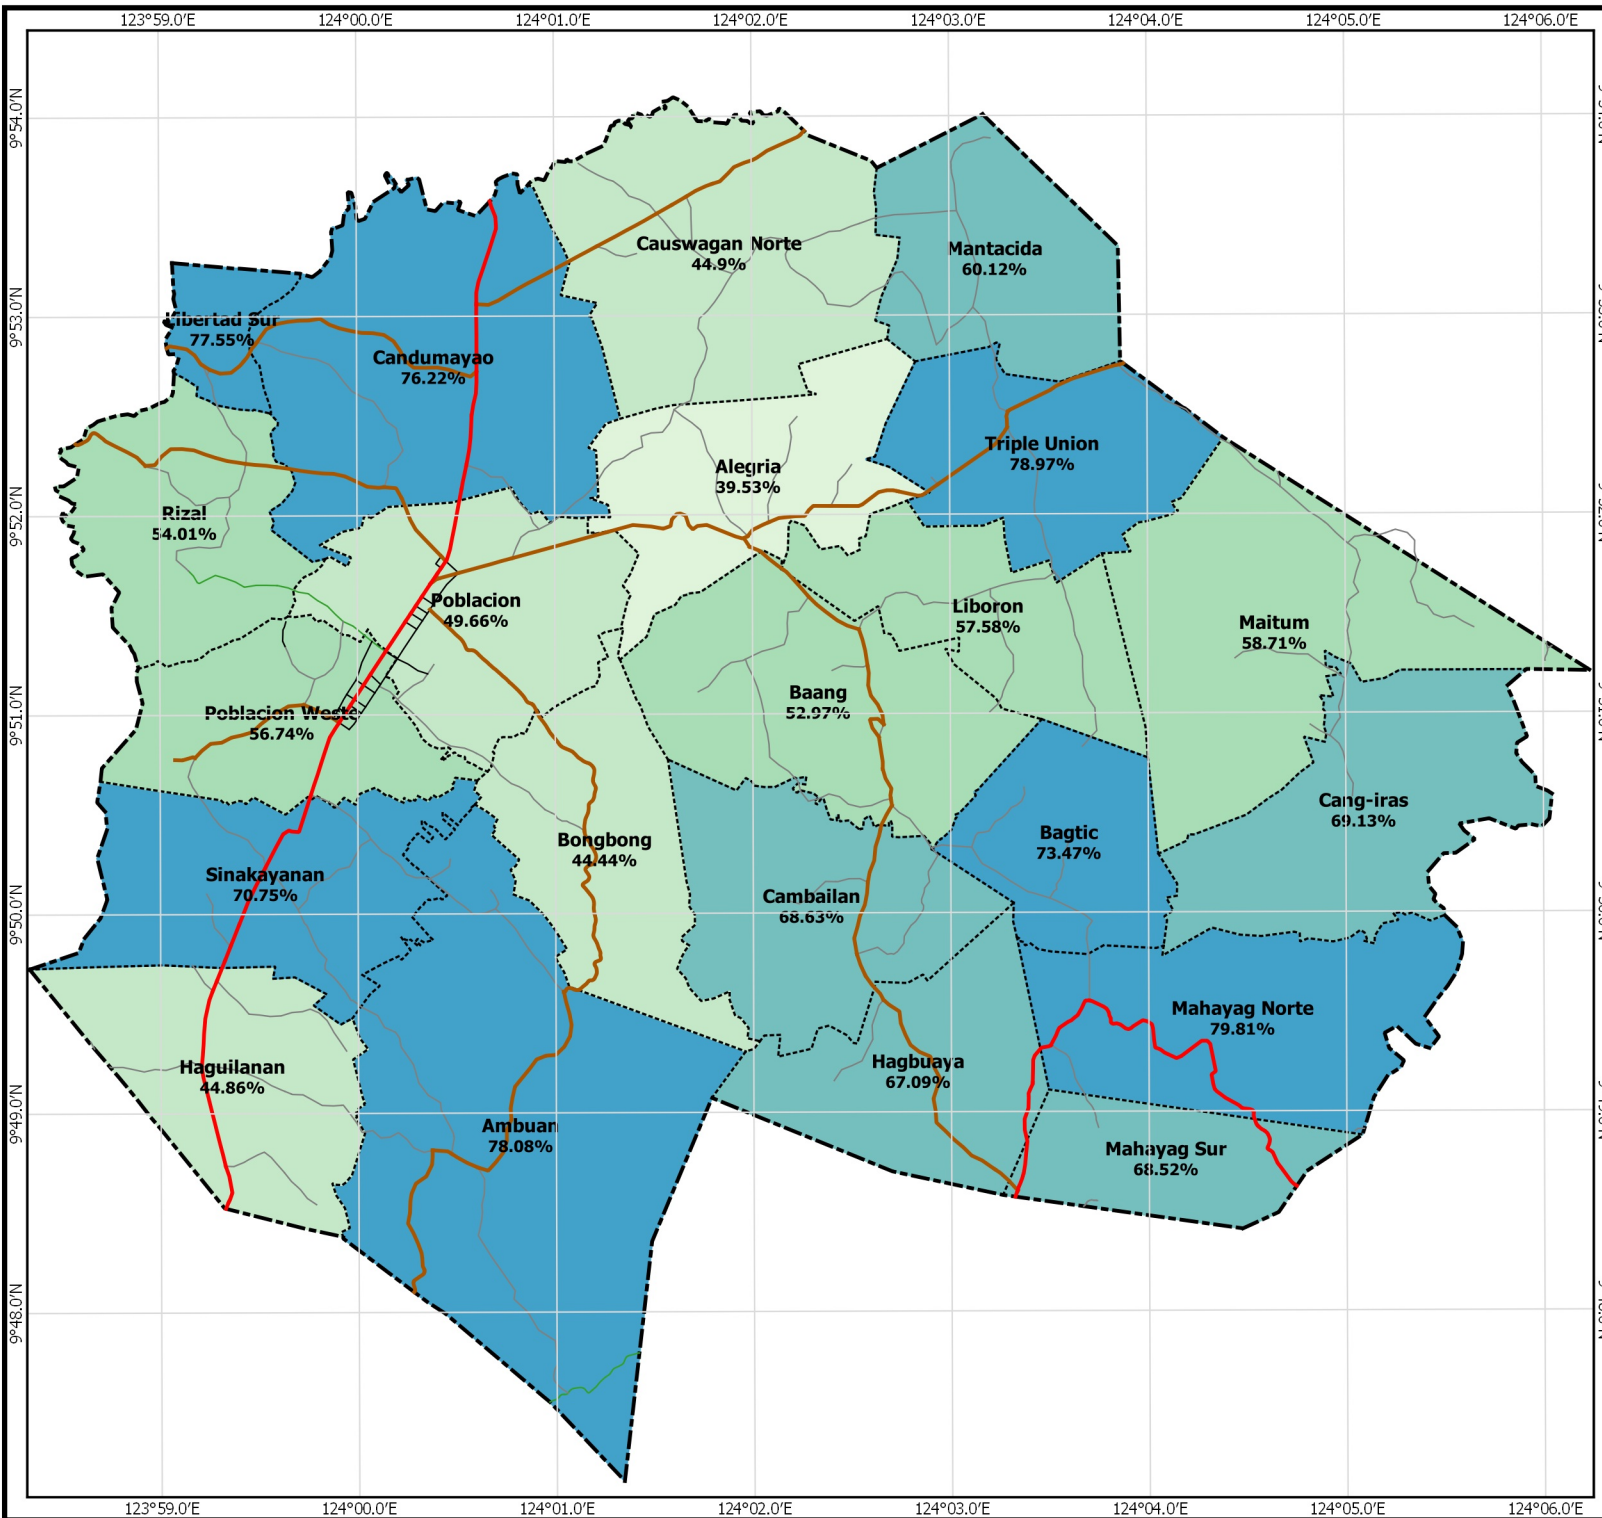 123°59.0'E 124°00.0'E 124°01.0'E 124°02.0'E 124°03.0'E 124°04.0'E 124°05.0'E 124°06.0'E
9°54.0'N
9°53.0'N
9°52.0'N
9°51.0'N
9°50.0'N
9°49.0'N
9°48.0'N
Causwagan Norte
44.9%
Mantacida
60.12%
Libertad Sur
77.55%
Candumayao
76.22%
Triple Union
78.97%
Alegria
39.53%
Rizal
54.01%
Poblacion
49.66%
Liboron
57.58%
Maitum
58.71%
Baang
52.97%
Poblacion Weste
56.74%
Cang-iras
69.13%
Bagtic
73.47%
Bongbong
44.44%
Sinakayanan
70.75%
Cambailan
68.63%
Mahayag Norte
79.81%
Haguilanan
44.86%
Hagbuaya
67.09%
Ambuan
78.08%
Mahayag Sur
68.52%
123°59.0'E 124°00.0'E 124°01.0'E 124°02.0'E 124°03.0'E 124°04.0'E 124°05.0'E 124°06.0'E